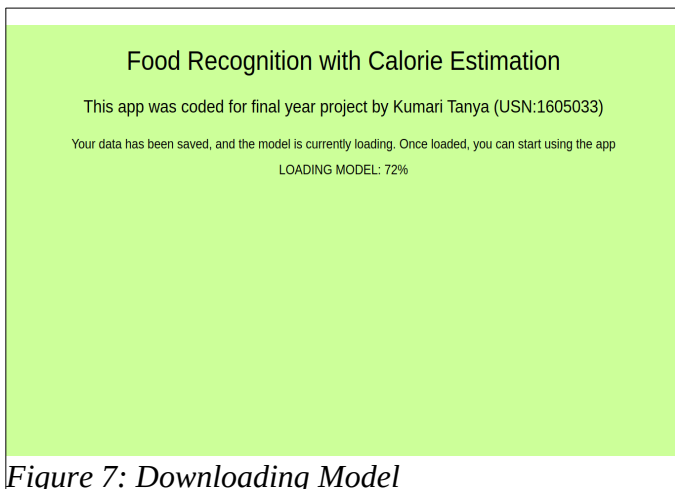 Food Recognition with Calorie Estimation
This app was coded for final year project by Kumari Tanya (USN:1605033)
Your data has been saved, and the model is currently loading. Once loaded, you can start using the app
LOADING MODEL: 72%
Figure 7: Downloading Model